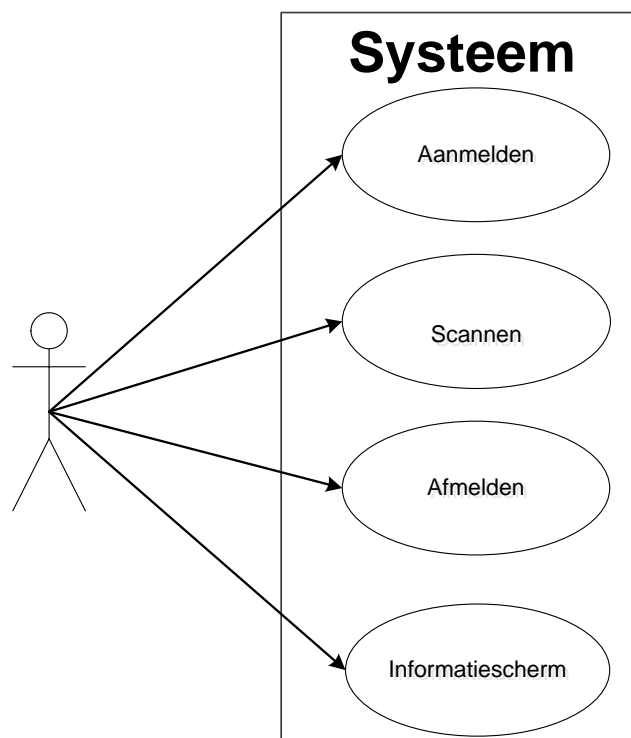 Systeem
Aanmelden
Scannen
Afmelden
Informatiescherm